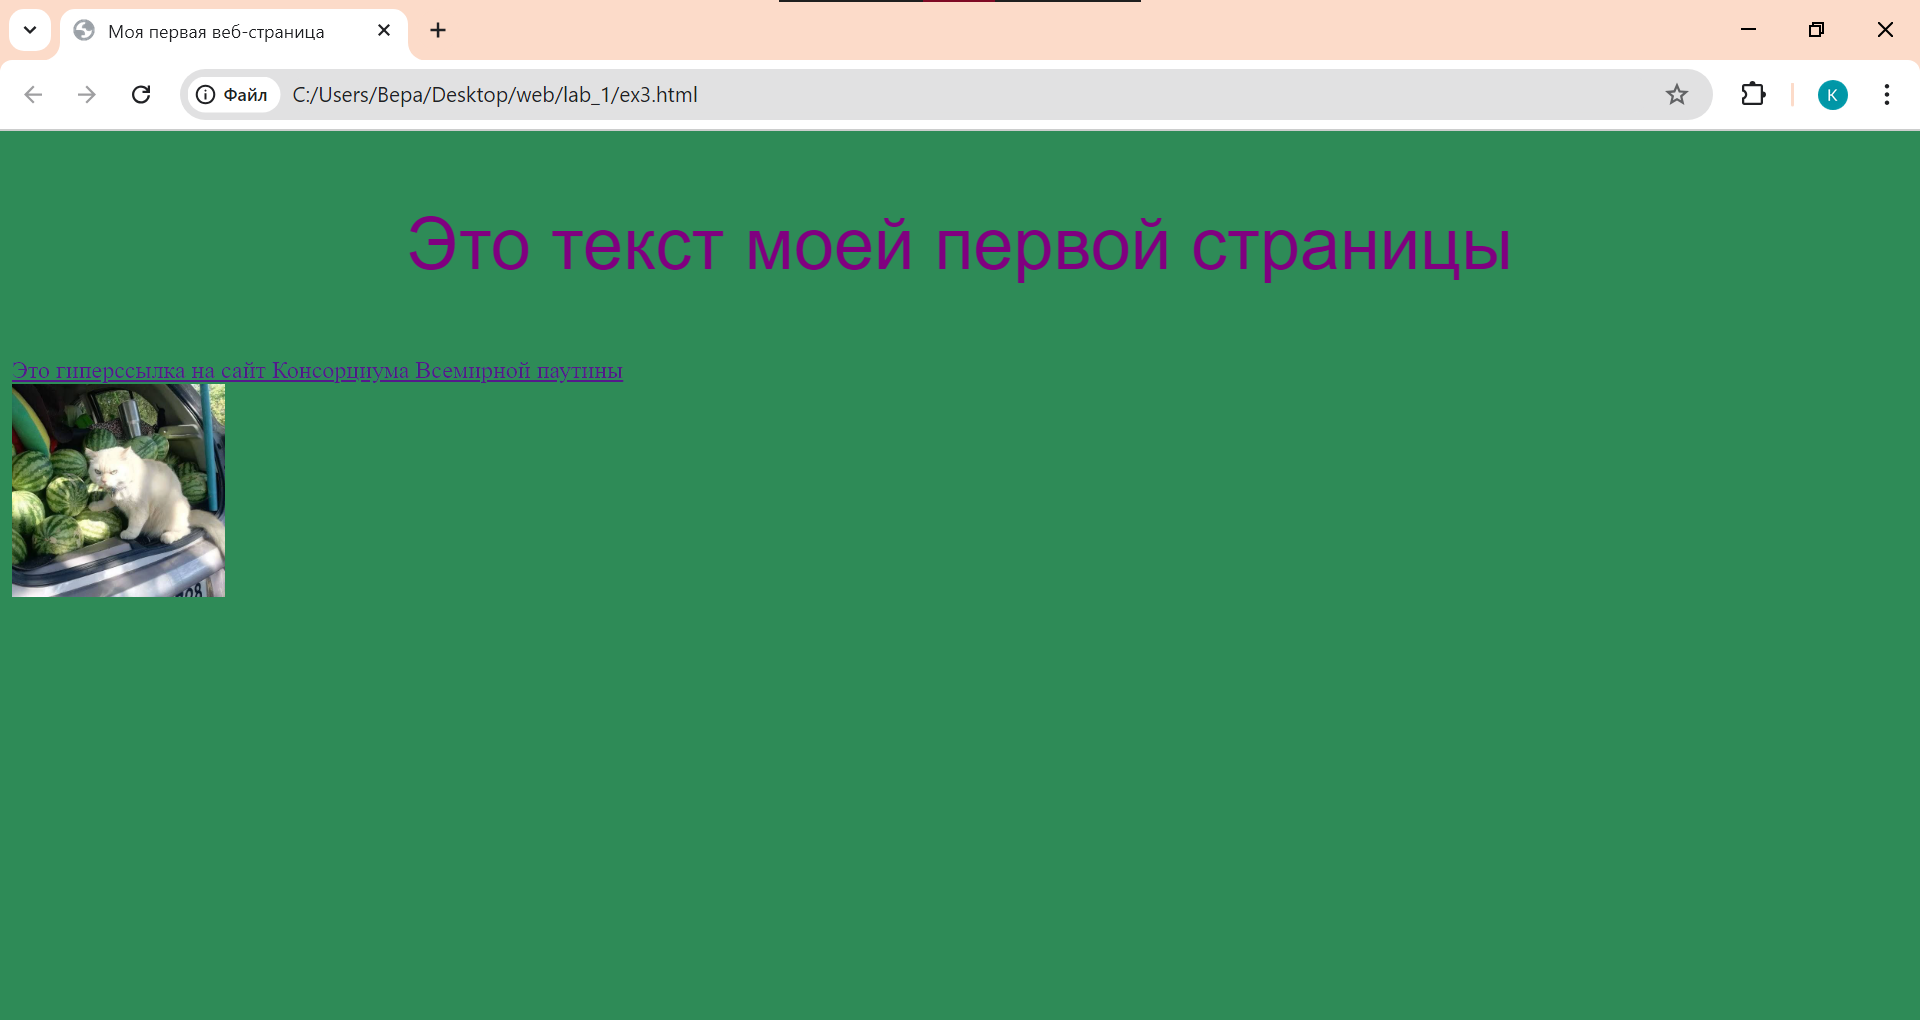 Моя первая веб-страница
Файл
C:/Users/Вера/Desktop/web/lab_1/ex3.html
K
Это текст моей первой страницы
Это гиперссылка на сайт Консорциума Всемирной паутины